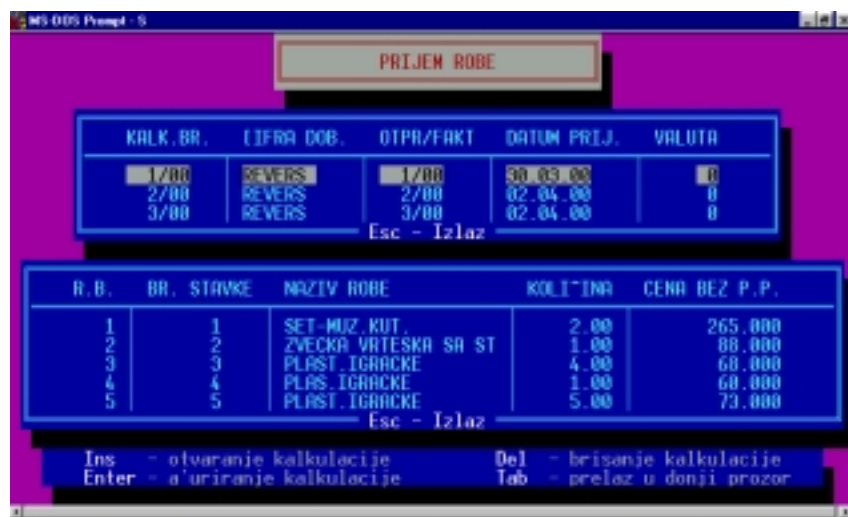 MS-DOS Prompt - S
PRIJEM ROBE
KALK.BR. [IFRA DOB. OTPR/FAKT DATUM PRIJ. VALUTA
1/00 REVERS 1/00 30.03.00 0
2/00 REVERS 2/00 02.04.00 0
3/00 REVERS 3/00 02.04.00 0
Esc - Izlaz
R.B. BR. STAVKE NAZIV ROBE KOLI^INA CENA BEZ P.P.
1 1 SET-MUZ.KUT. 2.00 265.000
2 2 ZVECKA VRTESKA SA ST 1.00 88.000
3 3 PLAST.IGRACKE 4.00 68.000
4 4 PLAS.IGRACKE 1.00 60.000
5 5 PLAST.IGRACKE 5.00 73.000
Esc - Izlaz
Ins - otvaranje kalkulacije Del - brisanje kalkulacije
Enter - a'uriranje kalkulacije Tab - prelaz u donji prozor